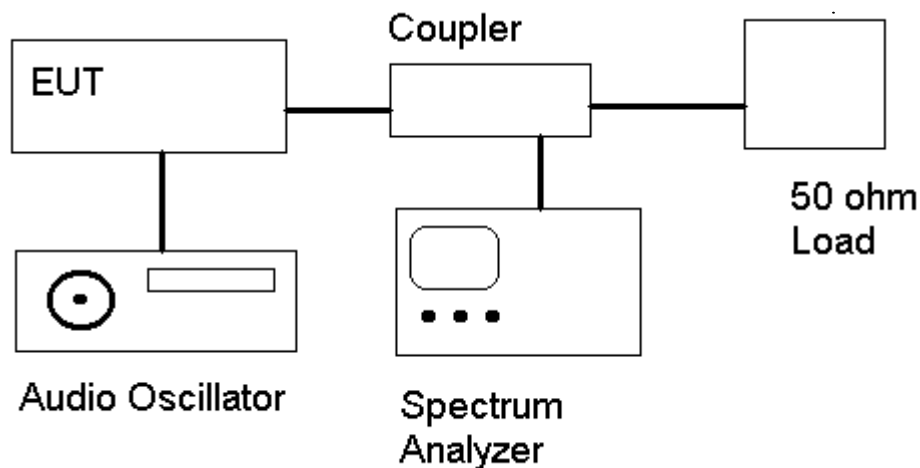 Coupler
EUT
50 ohm
Load
Audio Oscillator
Spectrum
Analyzer